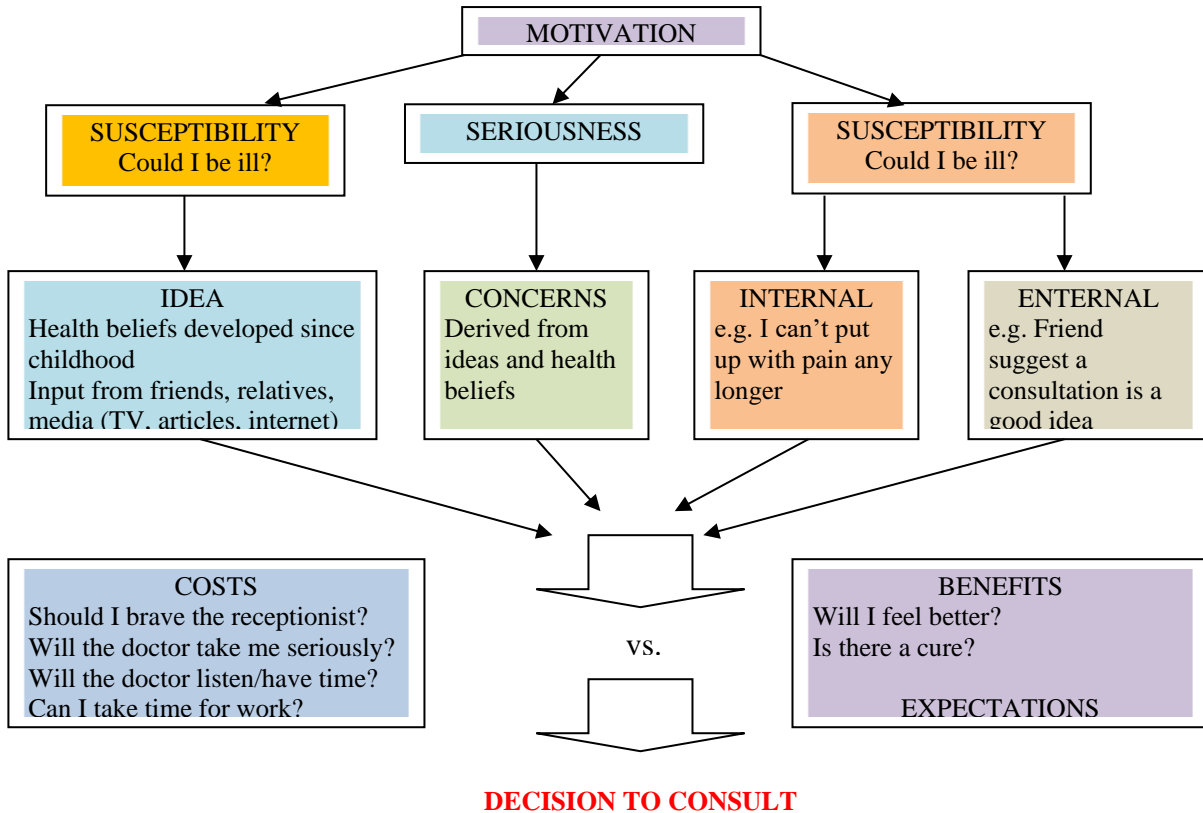 MOTIVATION
SUSCEPTIBILITY
Could I be ill?
SERIOUSNESS
SUSCEPTIBILITY
Could I be ill?
IDEA
Health beliefs developed since
childhood
Input from friends, relatives,
media (TV, articles, internet)
CONCERNS
Derived from
ideas and health
beliefs
INTERNAL
e.g. I can’t put
up with pain any
longer
ENTERNAL
e.g. Friend
suggest a
consultation is a
good idea
COSTS
Should I brave the receptionist?
Will the doctor take me seriously?
Will the doctor listen/have time?
Can I take time for work?
vs.
BENEFITS
Will I feel better?
Is there a cure?
EXPECTATIONS
DECISION TO CONSULT